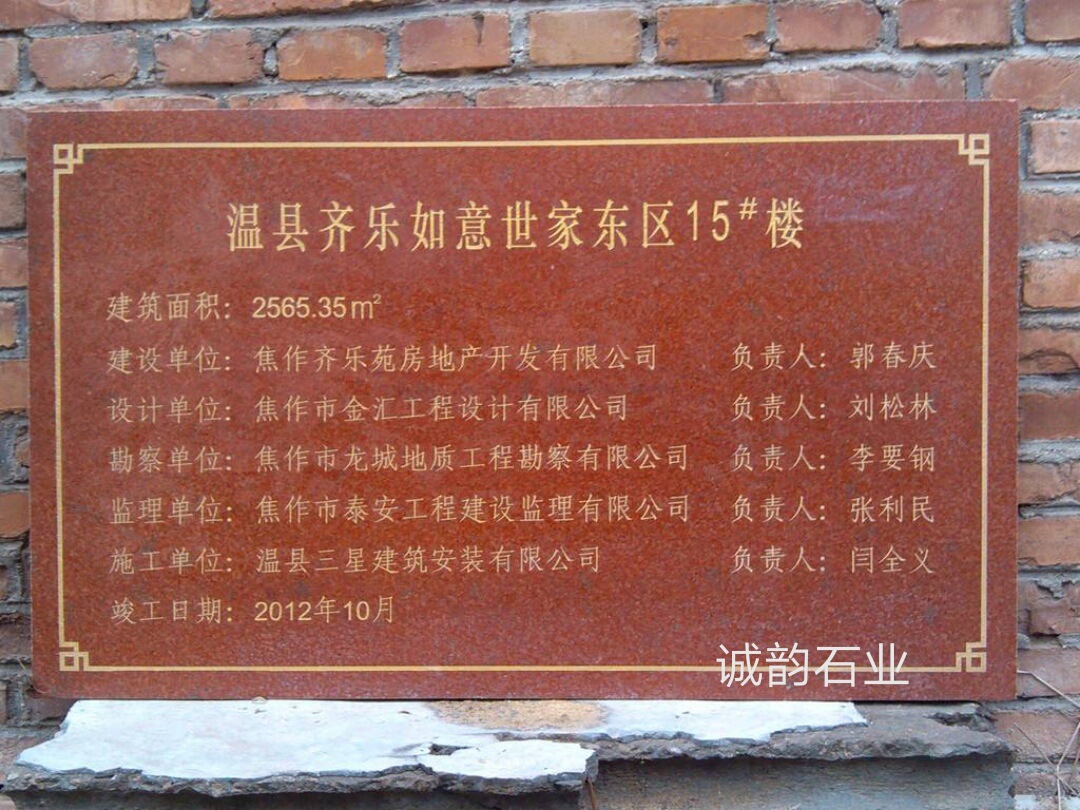 温县齐乐如意世家东区15#楼
建筑面积：2565.35㎡
建设单位：焦作齐乐苑房地产开发有限公司 负责人：郭春庆
设计单位：焦作市金汇工程设计有限公司 负责人：刘松林
勘察单位：焦作市龙城地质工程勘察有限公司 负责人：李要钢
监理单位：焦作市泰安工程建设监理有限公司 负责人：张利民
施工单位：温县三星建筑安装有限公司 负责人：闫全义
竣工日期：2012年10月
诚韵石业